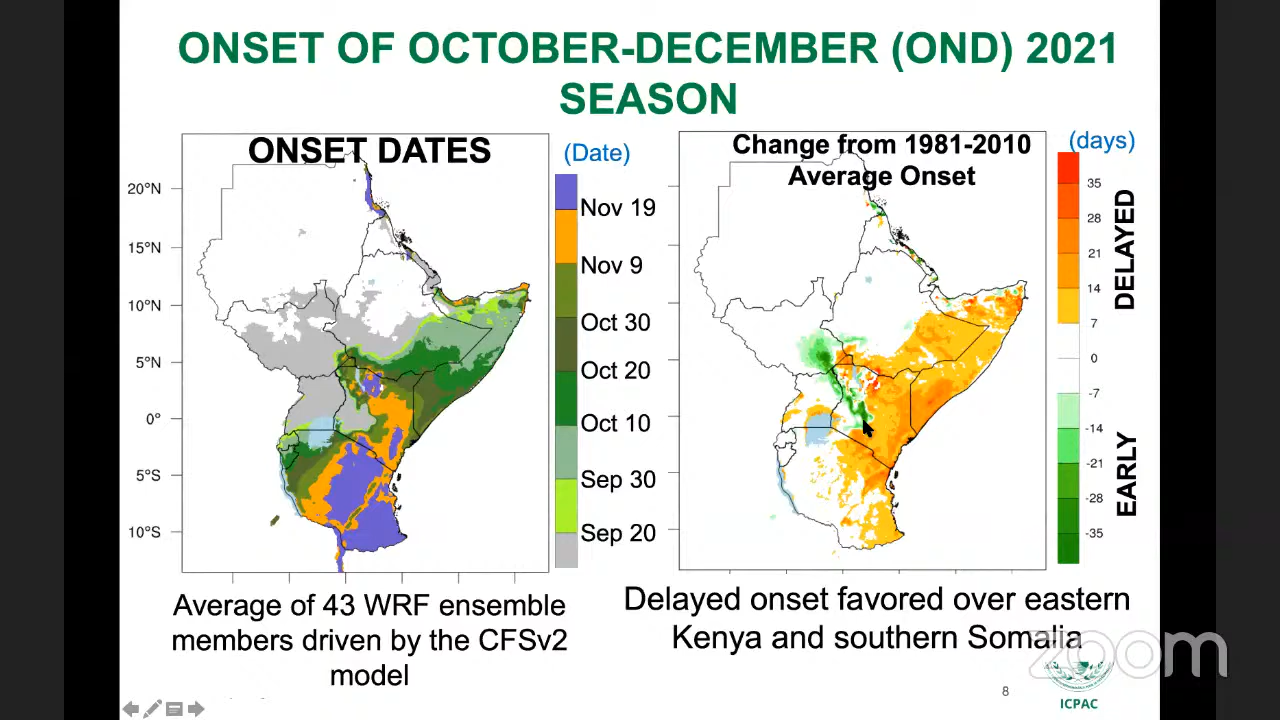 ONSET OF OCTOBER-DECEMBER (OND) 2021
SEASON
ONSET DATES
(Date)
Nov 19
Nov 9
Oct 30
Oct 20
Oct 10
Sep 30
Sep 20
20°N
15°N
10°N
5°N
0°
5°S
10°S
Average of 43 WRF ensemble
members driven by the CFSv2
model
Change from 1981-2010
Average Onset
(days)
35
28
21
14
7
0
-7
-14
-21
-28
-35
DELAYED
EARLY
Delayed onset favored over eastern
Kenya and southern Somalia
zoom
8
ICPAC